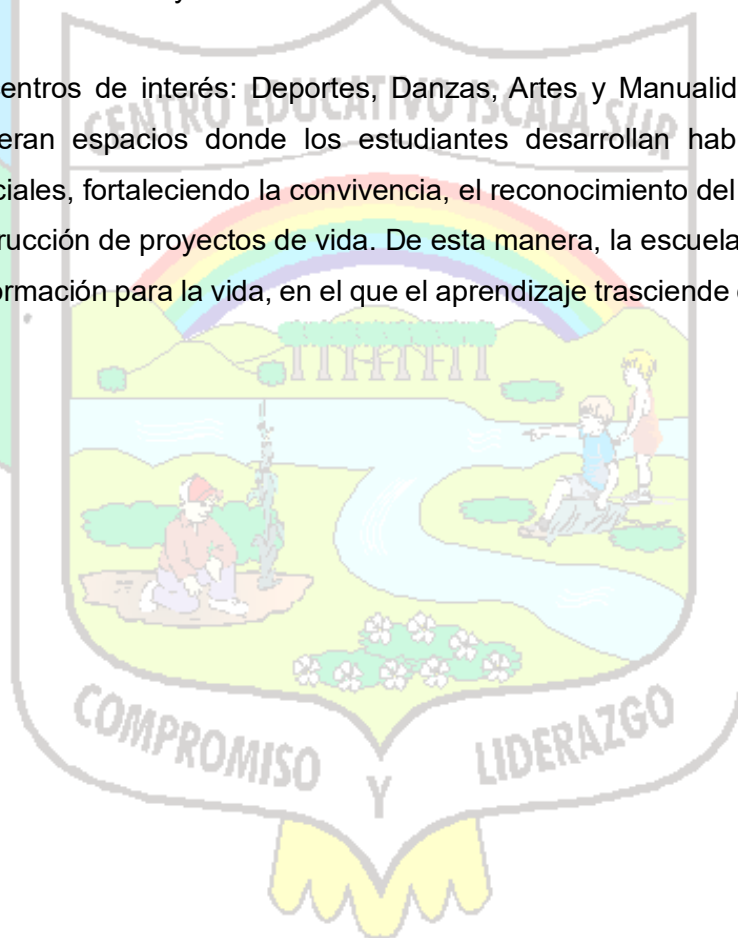 entros de interés: Deportes, Danzas, Artes y Manualid
CENTRO EDUCATIVO ISCALA SUR
eran espacios donde los estudiantes desarrollan hab
ciales, fortaleciendo la convivencia, el reconocimiento del
rucción de proyectos de vida. De esta manera, la escuela
ormación para la vida, en el que el aprendizaje trasciende
COMPROMISO
Y
LIDERAZGO